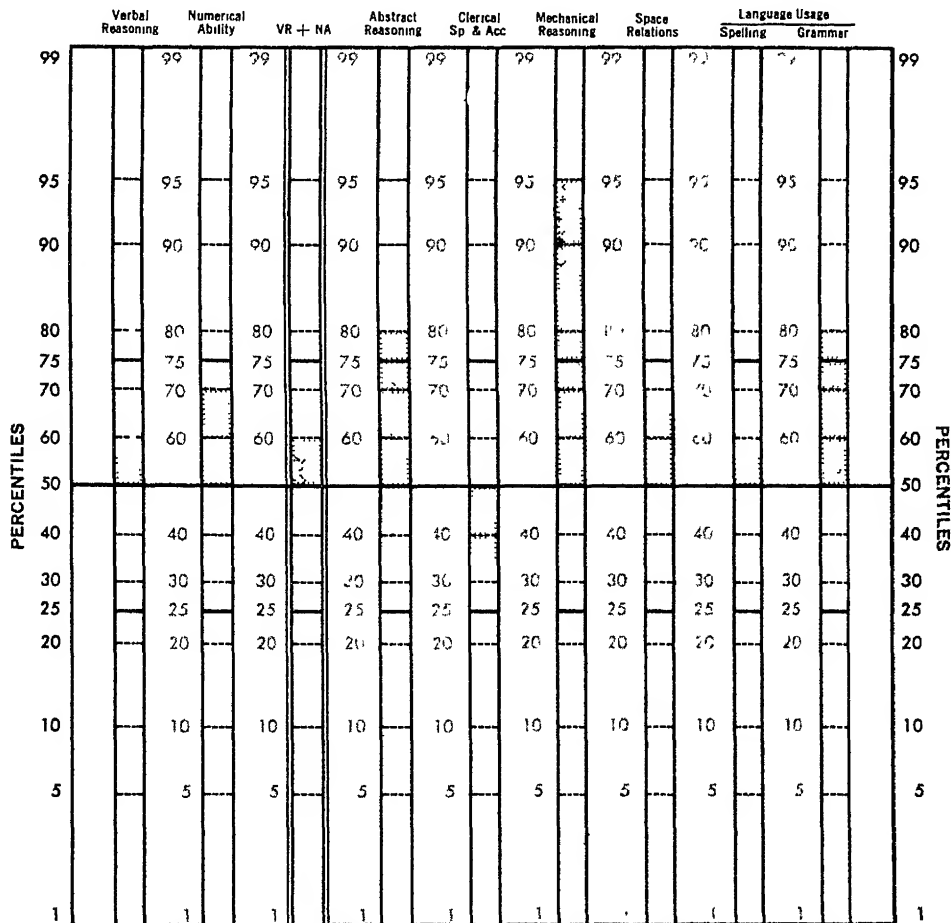 Verbal Reasoning Numerical Ability VR + NA Abstract Reasoning Clerical Sp & Acc Mechanical Reasoning Space Relations Language Usage Spelling Grammar
99 99 99 99 99 99 99 99
95 95 95 95 95 95 95 95 95 95
90 90 90 90 90 90 90 90 90
80 80 80 80 80 80 80 80 80
75 75 75 75 75 75 75 75 75 75
70 70 70 70 70 70 70 70 70 70
60 60 60 60 60 60 60 60 60 60
50 50
40 40 40 40 40 40 40 40 40 40
30 30 30 30 30 30 30 30 30 30
25 25 25 25 25 25 25 25 25 25
20 20 20 20 20 20 20 20 20 20
10 10 10 10 10 10 10 10 10 10
5 5 5 5 5 5 5 5 5 5
1 1 1 1 1 1 1 1 1
PERCENTILES
PERCENTILES